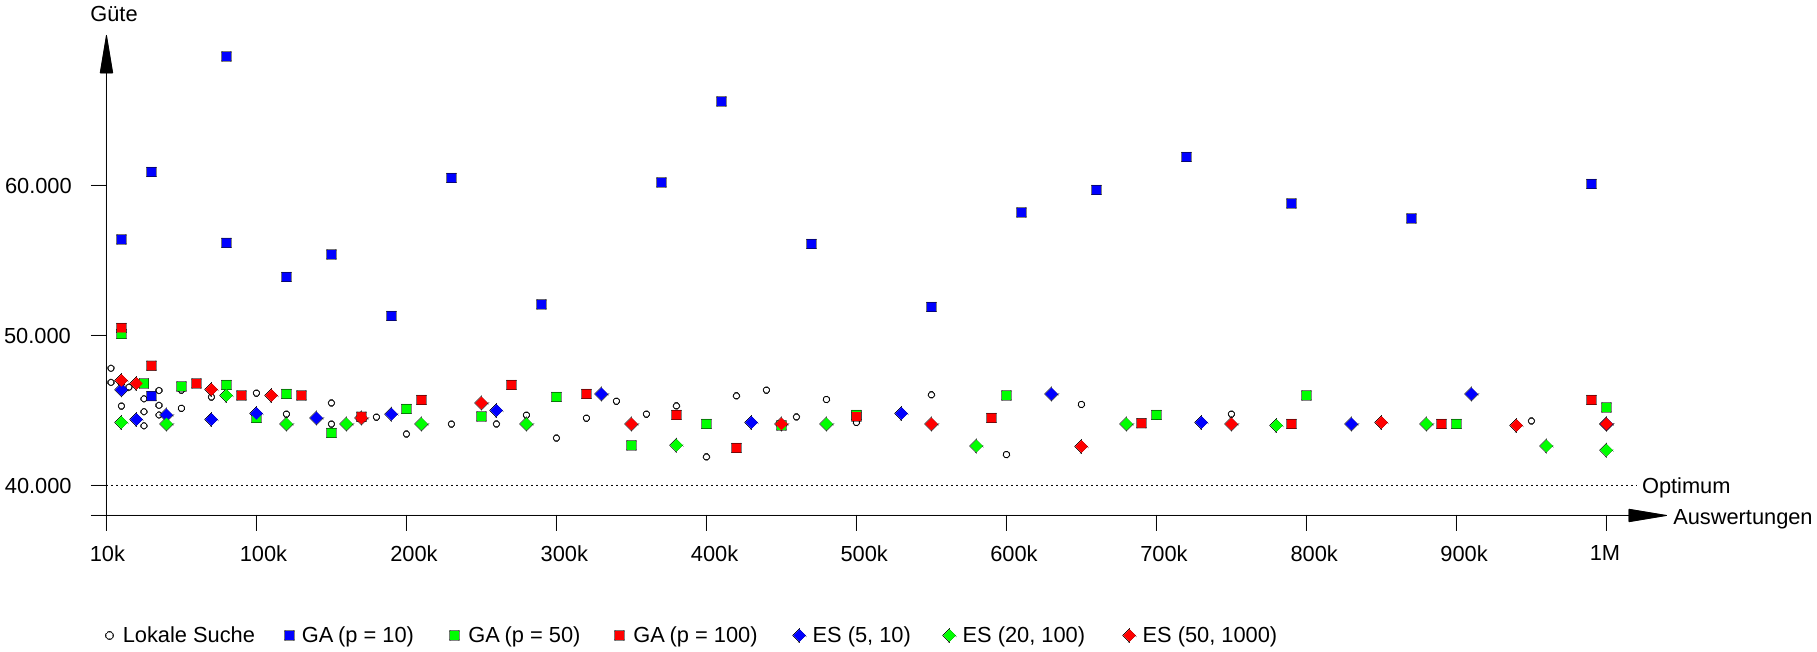 Güte
60.000
50.000
40.000
Optimum
Auswertungen
10k 100k 200k 300k 400k 500k 600k 700k 800k 900k 1M
Lokale Suche GA (p = 10) GA (p = 50) GA (p = 100) ES (5, 10) ES (20, 100) ES (50, 1000)